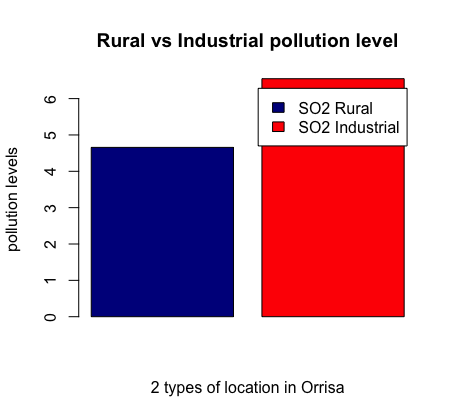 Rural vs Industrial pollution level
SO2 Rural
SO2 Industrial
pollution levels
6
5
4
3
2
1
0
2 types of location in Orrisa